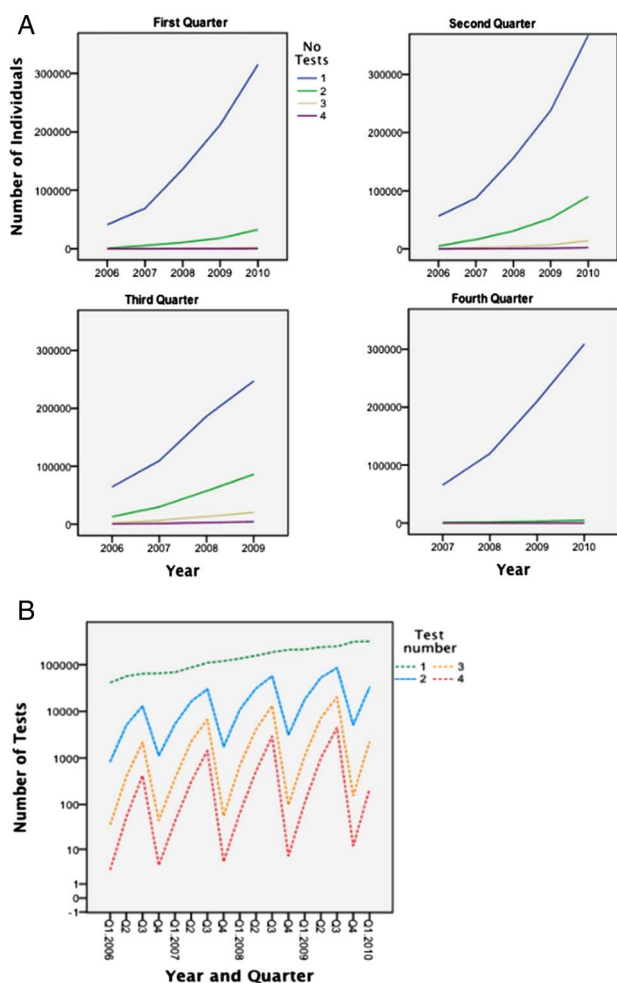 A
First Quarter
Second Quarter
Number of Individuals
300000
200000
100000
0
2006 2007 2008 2009 2010
No
Tests
1
2
3
4
300000
200000
100000
0
2006 2007 2008 2009 2010
Third Quarter
Fourth Quarter
300000
200000
100000
0
2006 2007 2008 2009
Year
300000
200000
100000
0
2007 2008 2009 2010
Year
B
Number of Tests
100000
10000
1000
100
10
1
0
-1
Q1.2006
Q2
Q3
Q4
Q1.2007
Q2
Q3
Q4
Q1.2008
Q2
Q3
Q4
Q1.2009
Q2
Q3
Q4
Q1.2010
Year and Quarter
Test
number
1 3
2 4